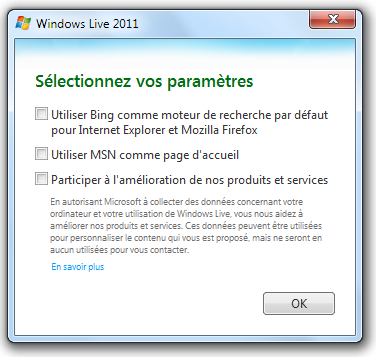 Windows Live 2011
Sélectionnez vos paramètres
Utiliser Bing comme moteur de recherche par défaut
pour Internet Explorer et Mozilla Firefox
Utiliser MSN comme page d'accueil
Participer à l'amélioration de nos produits et services
En autorisant Microsoft à collecter des données concernant votre
ordinateur et votre utilisation de Windows Live, vous nous aidez à
améliorer nos produits et services. Ces données peuvent être utilisées
pour personnaliser le contenu qui vous est proposé, mais ne seront en
aucun utilisées pour vous contacter.
En savoir plus
OK